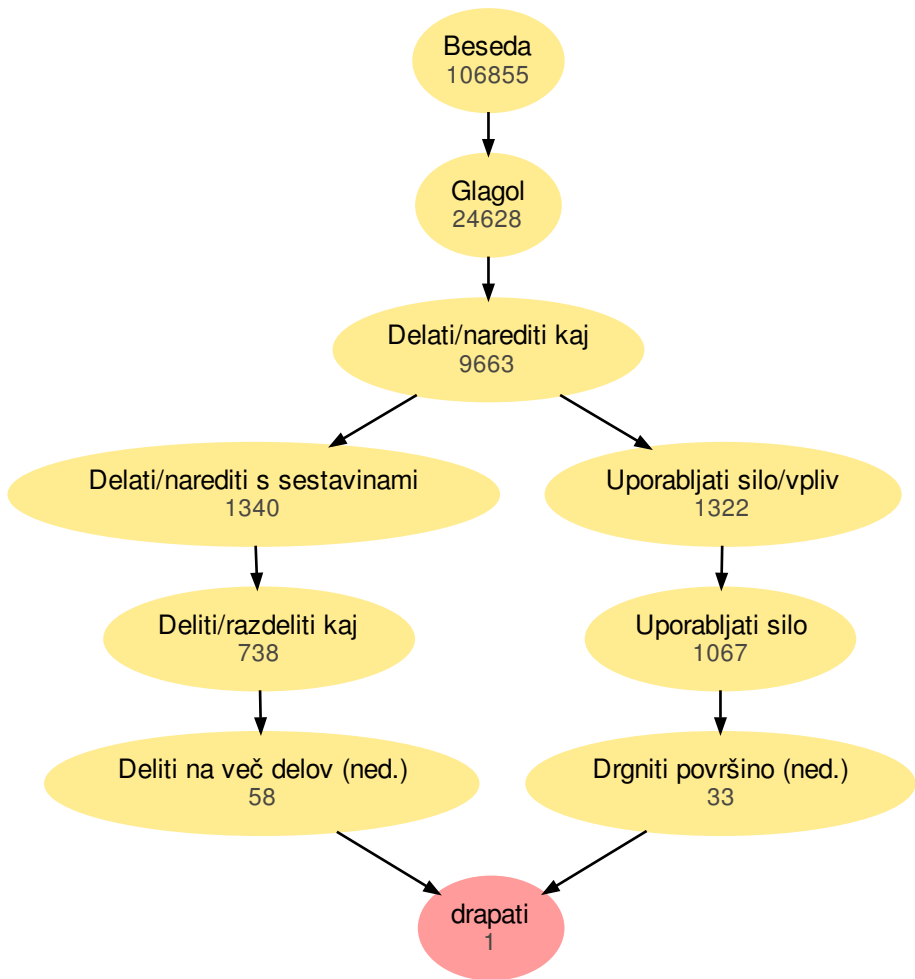 Beseda
106855
Glagol
24628
Delati/narediti kaj
9663
Delati/narediti s sestavinami
1340
Uporabljati silo/vpliv
1322
Deliti/razdeliti kaj
738
Uporabljati silo
1067
Deliti na več delov (ned.)
58
Drgniti površino (ned.)
33
drapati
1